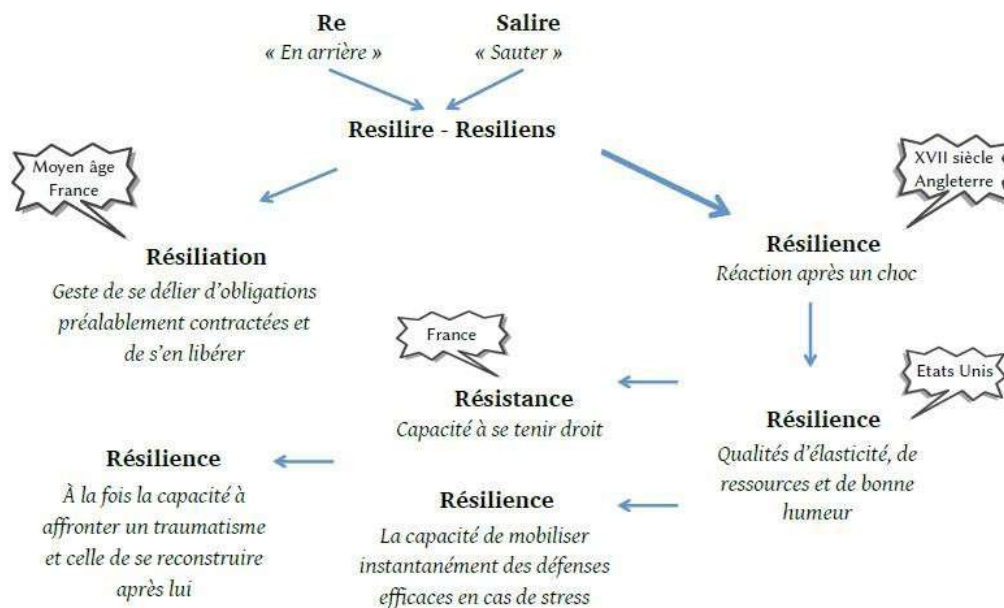 Re
« En arrière »
Salire
« Sauter »
Resilire - Resiliens
Moyen âge
France
Résiliation
Geste de se délier d’obligations
préalablement contractées et
de s’en libérer
XVII siècle
Angleterre
Résilience
Réaction après un choc
Etats Unis
Résilience
Qualités d’élasticité, de
ressources et de bonne
humeur
France
Résistance
Capacité à se tenir droit
Résilience
La capacité de mobiliser
instantanément des défenses
efficaces en cas de stress
Résilience
À la fois la capacité à
affronter un traumatisme
et celle de se reconstruire
après lui